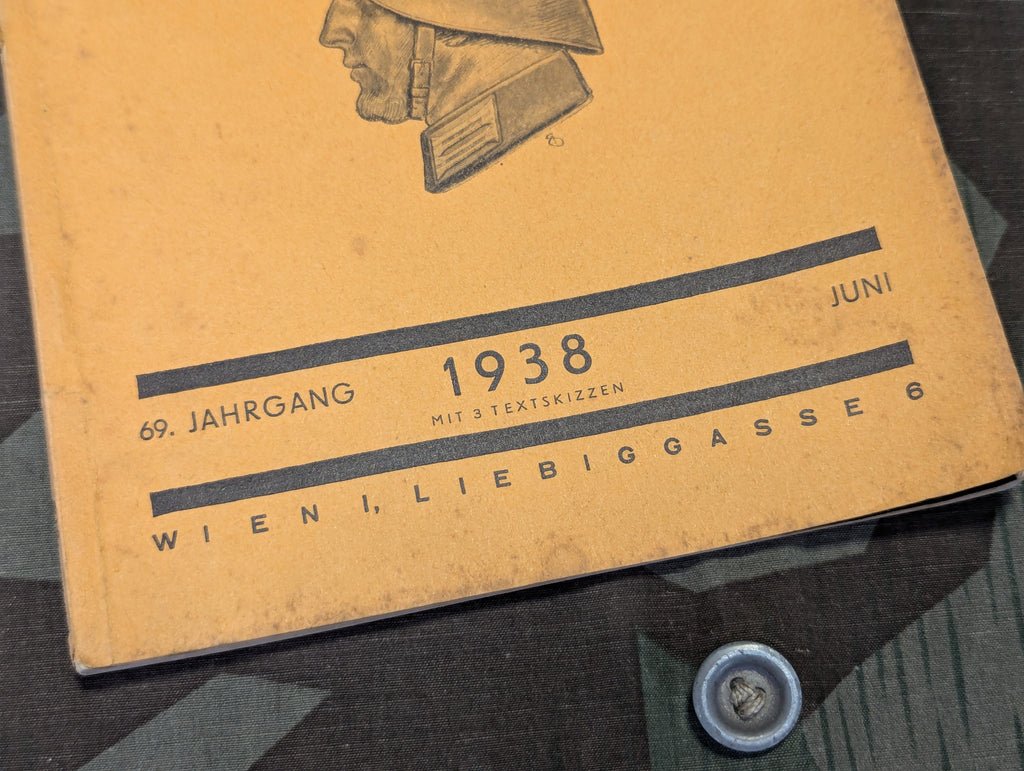 69. JAHRGANG 1938 JUNI
MIT 3 TEXTSKIZZEN
WIEN I, LIEBIGGASSE 6